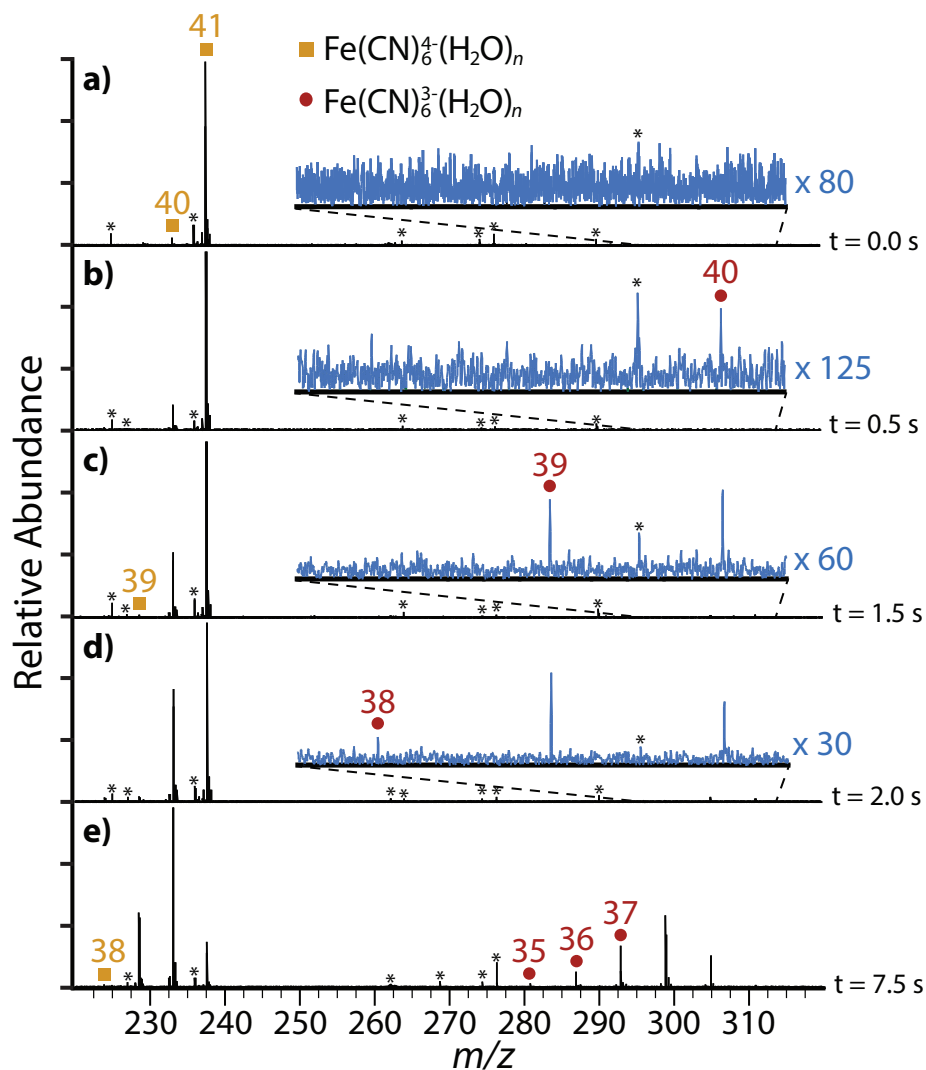 41
■ Fe(CN)₆⁴⁻(H₂O)ₙ
a)
● Fe(CN)₆³⁻(H₂O)ₙ
*
x 80
40
* * * * * *
t = 0.0 s
b)
40
*
x 125
* * * * * * *
t = 0.5 s
c)
39
*
x 60
39
* * * * * * *
t = 1.5 s
d)
38
*
x 30
* * * * * * * *
t = 2.0 s
e)
37
36
35
38
* * * * * *
t = 7.5 s
Relative Abundance
230 240 250 260 270 280 290 300 310
m/z